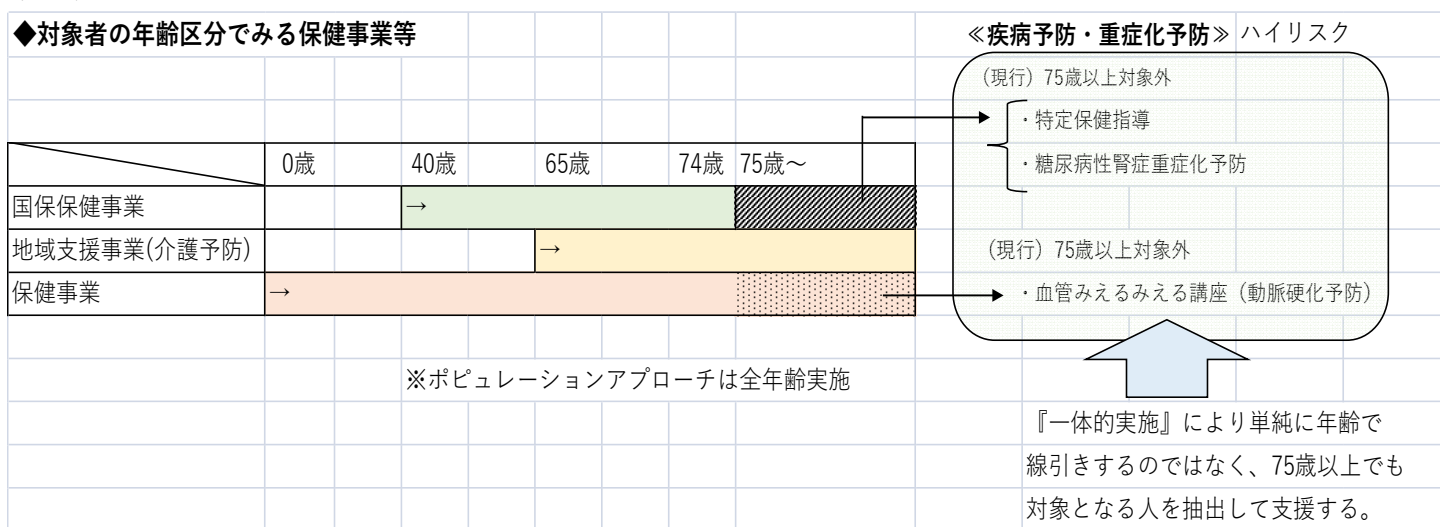 ◆対象者の年齢区分でみる保健事業等
≪疾病予防・重症化予防≫ ハイリスク
(現行) 75歳以上対象外
・特定保健指導
・糖尿病性腎症重症化予防
0歳 40歳 65歳 74歳 75歳～
国保保健事業 →
地域支援事業(介護予防) →
(現行) 75歳以上対象外
保健事業 →
・血管みえるみえる講座（動脈硬化予防）
※ポピュレーションアプローチは全年齢実施
『一体的実施』により単純に年齢で
線引きするのではなく、75歳以上でも
対象となる人を抽出して支援する。